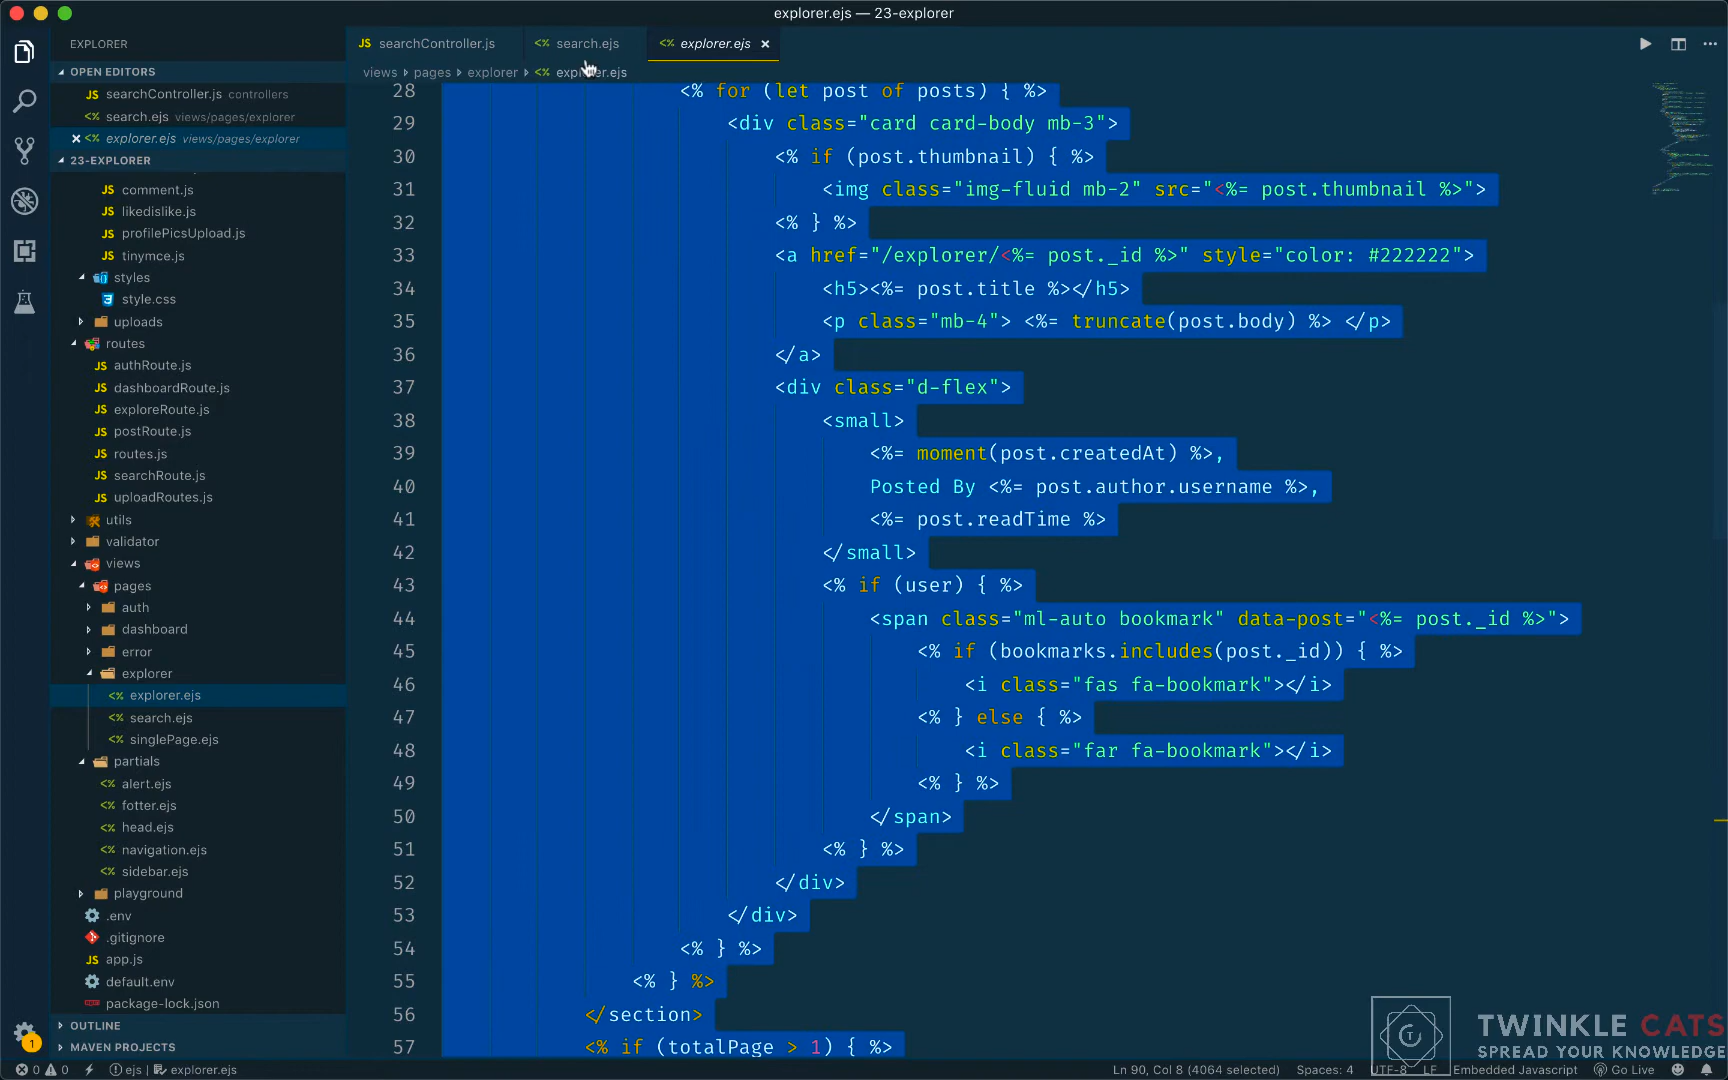 explorer.ejs — 23-explorer
EXPLORER
OPEN EDITORS
searchController.js controllers
search.ejs views/pages/explorer
explorer.ejs views/pages/explorer
23-EXPLORER
comment.js
likedislike.js
profilePicsUpload.js
tinymce.js
styles
style.css
uploads
routes
authRoute.js
dashboardRoute.js
exploreRoute.js
postRoute.js
routes.js
searchRoute.js
uploadRoutes.js
utils
validator
views
pages
auth
dashboard
error
explorer
explorer.ejs
search.ejs
singlePage.ejs
partials
alert.ejs
fotter.ejs
head.ejs
navigation.ejs
sidebar.ejs
playground
.env
.gitignore
app.js
default.env
package-lock.json
OUTLINE
MAVEN PROJECTS
searchController.js
search.ejs
explorer.ejs
views › pages › explorer › explorer.ejs
28 <% for (let post of posts) { %>
29 <div class="card card-body mb-3">
30 <% if (post.thumbnail) { %>
31 <img class="img-fluid mb-2" src="<%= post.thumbnail %>">
32 <% } %>
33 <a href="/explorer/<%= post._id %>" style="color: #222222">
34 <h5><%= post.title %></h5>
35 <p class="mb-4"> <%= truncate(post.body) %> </p>
36 </a>
37 <div class="d-flex">
38 <small>
39 <%= moment(post.createdAt) %>,
40 Posted By <%= post.author.username %>,
41 <%= post.readTime %>
42 </small>
43 <% if (user) { %>
44 <span class="ml-auto bookmark" data-post="<%= post._id %>">
45 <% if (bookmarks.includes(post._id)) { %>
46 <i class="fas fa-bookmark"></i>
47 <% } else { %>
48 <i class="far fa-bookmark"></i>
49 <% } %>
50 </span>
51 <% } %>
52 </div>
53 </div>
54 <% } %>
55 <% } %>
56 </section>
57 <% if (totalPage > 1) { %>
TWINKLE CATS
SPREAD YOUR KNOWLEDGE
1
0 0 ejs | explorer.ejs
Ln 90, Col 8 (4064 selected) Spaces: 4 UTF-8 LF Embedded Javascript Go Live